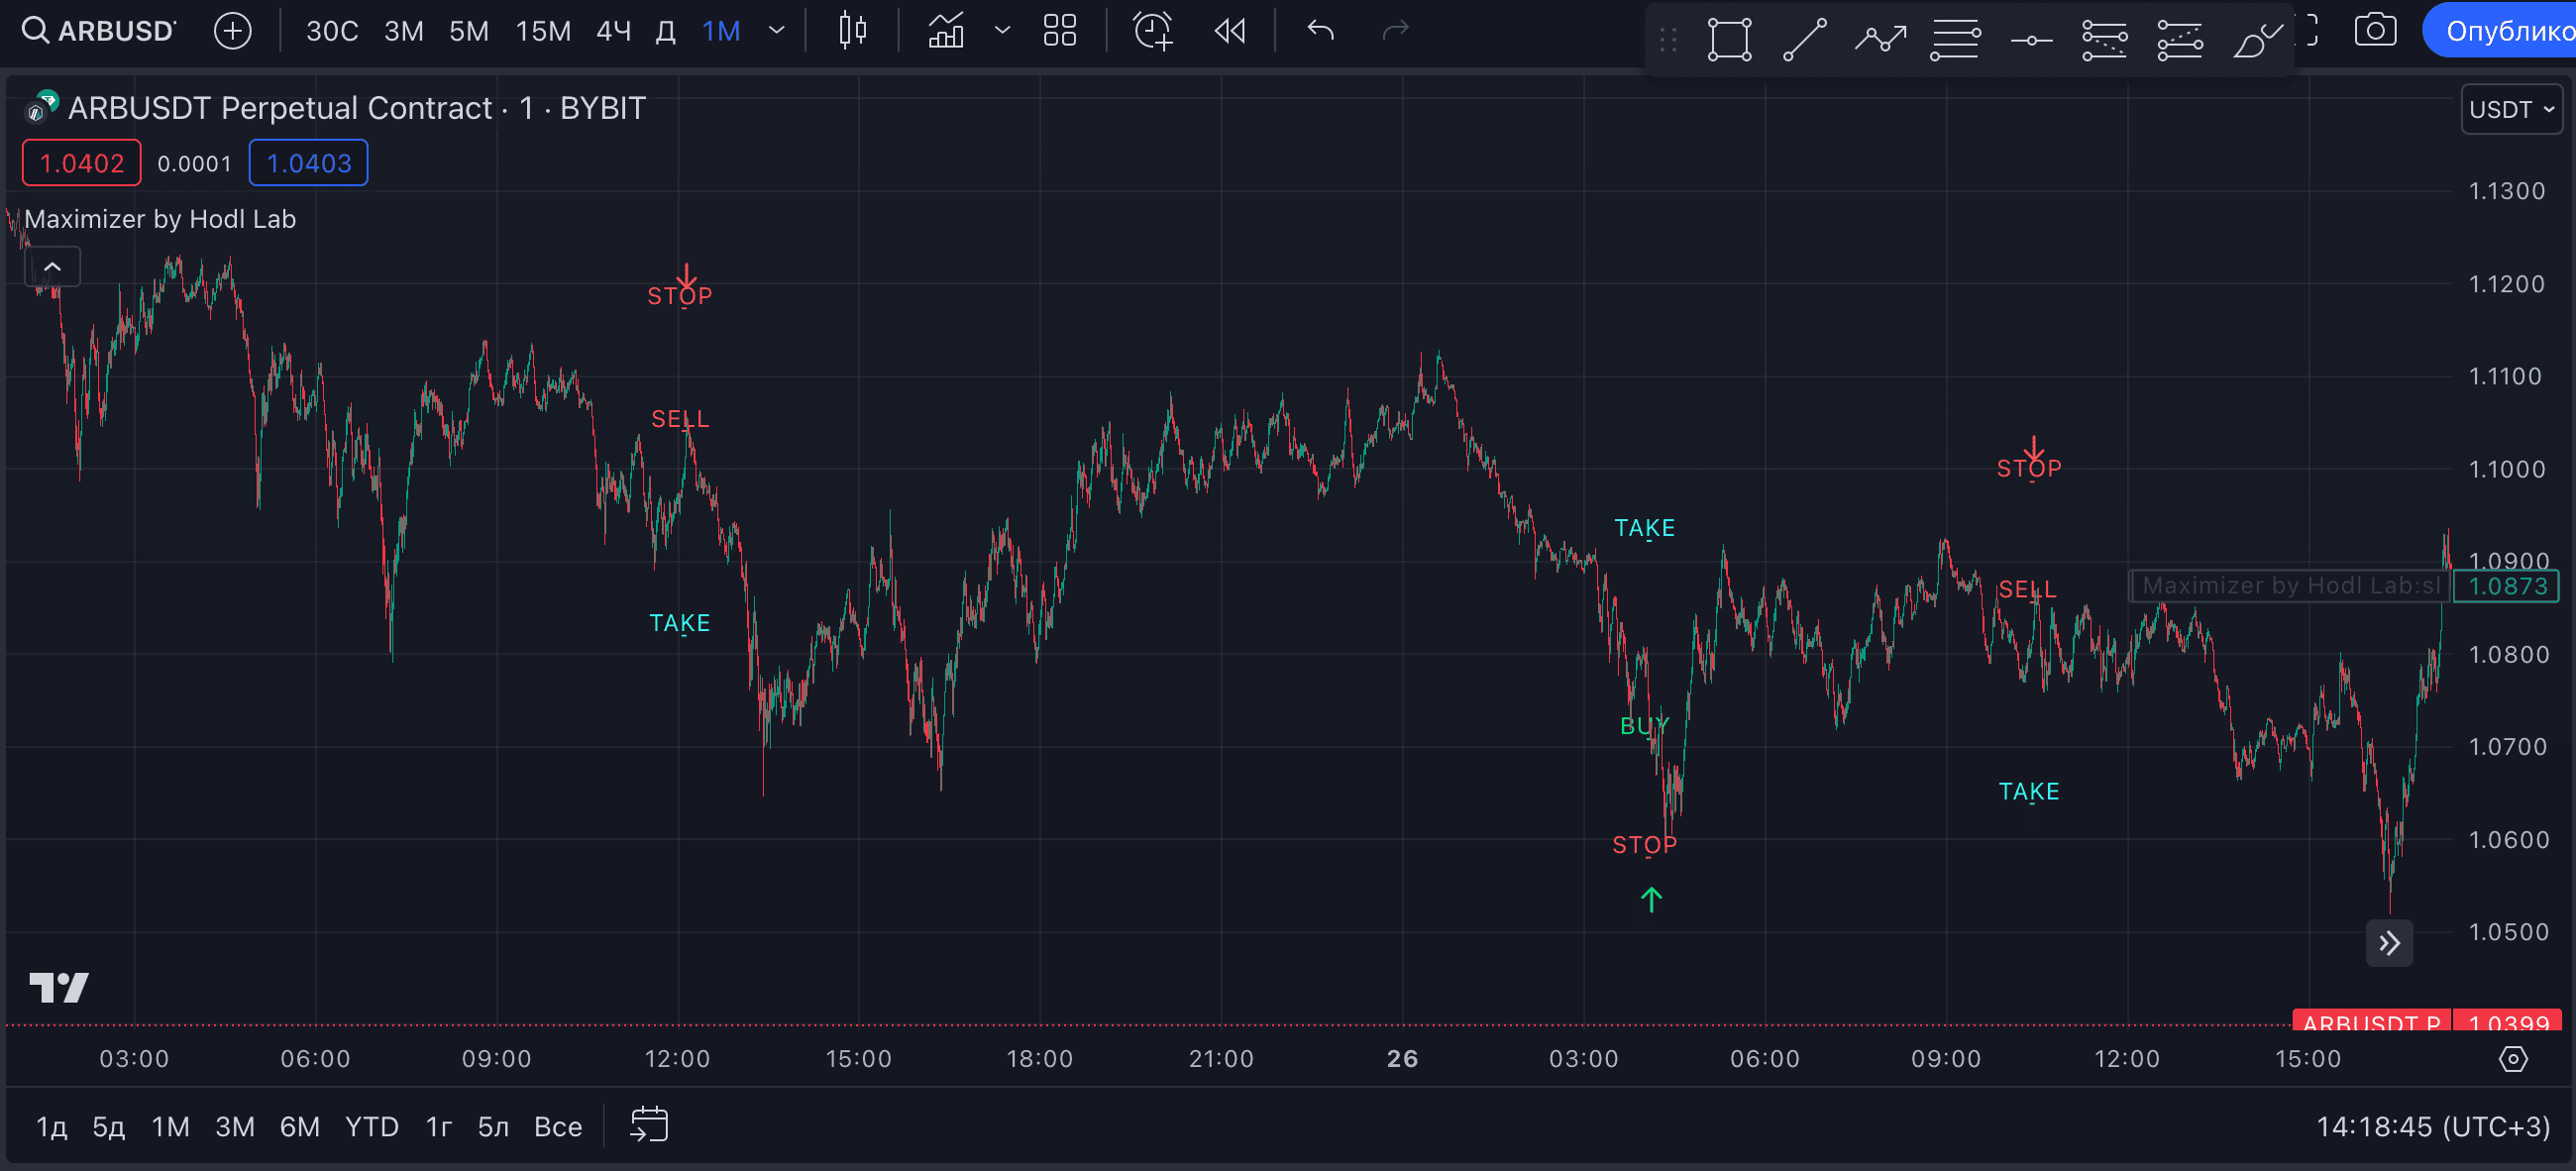 ARBUSD
30С 3М 5М 15М 4Ч Д 1М
Опублико
ARBUSDT Perpetual Contract · 1 · BYBIT
USDT
1.0402 0.0001 1.0403
Maximizer by Hodl Lab
1.1300
1.1200
STOP
1.1100
SELL
1.1000
STOP
TAKE
1.0900
Maximizer by Hodl Lab:sl 1.0873
SELL
TAKE
1.0800
BUY
1.0700
TAKE
1.0600
STOP
1.0500
ARBUSDT.P 1.0399
03:00 06:00 09:00 12:00 15:00 18:00 21:00 26 03:00 06:00 09:00 12:00 15:00
1д 5д 1М 3М 6М YTD 1г 5л Все
14:18:45 (UTC+3)